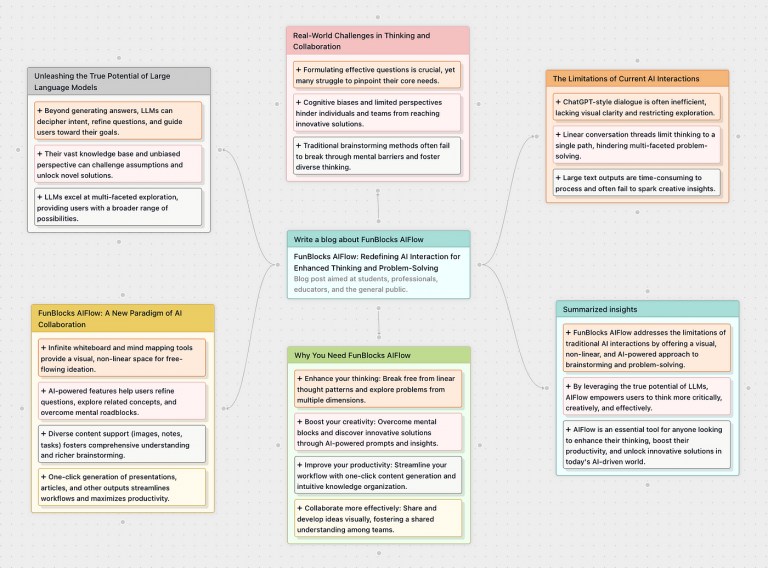 Real-World Challenges in Thinking and
Collaboration
+ Formulating effective questions is crucial, yet
many struggle to pinpoint their core needs.
+ Cognitive biases and limited perspectives
hinder individuals and teams from reaching
innovative solutions.
+ Traditional brainstorming methods often fail
to break through mental barriers and foster
diverse thinking.
Unleashing the True Potential of Large
Language Models
+ Beyond generating answers, LLMs can
decipher intent, refine questions, and guide
users toward their goals.
+ Their vast knowledge base and unbiased
perspective can challenge assumptions and
unlock novel solutions.
+ LLMs excel at multi-faceted exploration,
providing users with a broader range of
possibilities.
The Limitations of Current AI Interactions
+ ChatGPT-style dialogue is often inefficient,
lacking visual clarity and restricting exploration.
+ Linear conversation threads limit thinking to a
single path, hindering multi-faceted problem-
solving.
+ Large text outputs are time-consuming to
process and often fail to spark creative insights.
Write a blog about FunBlocks AIFlow
FunBlocks AIFlow: Redefining AI Interaction for
Enhanced Thinking and Problem-Solving
Blog post aimed at students, professionals,
educators, and the general public.
FunBlocks AIFlow: A New Paradigm of AI
Collaboration
+ Infinite whiteboard and mind mapping tools
provide a visual, non-linear space for free-
flowing ideation.
+ AI-powered features help users refine
questions, explore related concepts, and
overcome mental roadblocks.
+ Diverse content support (images, notes,
tasks) fosters comprehensive understanding
and richer brainstorming.
+ One-click generation of presentations,
articles, and other outputs streamlines
workflows and maximizes productivity.
Why You Need FunBlocks AIFlow
+ Enhance your thinking: Break free from linear
thought patterns and explore problems from
multiple dimensions.
+ Boost your creativity: Overcome mental
blocks and discover innovative solutions
through AI-powered prompts and insights.
+ Improve your productivity: Streamline your
workflow with one-click content generation and
intuitive knowledge organization.
+ Collaborate more effectively: Share and
develop ideas visually, fostering a shared
understanding among teams.
Summarized insights
+ FunBlocks AIFlow addresses the limitations of
traditional AI interactions by offering a visual,
non-linear, and AI-powered approach to
brainstorming and problem-solving.
+ By leveraging the true potential of LLMs,
AIFlow empowers users to think more critically,
creatively, and effectively.
+ AIFlow is an essential tool for anyone looking
to enhance their thinking, boost their
productivity, and unlock innovative solutions in
today's AI-driven world.